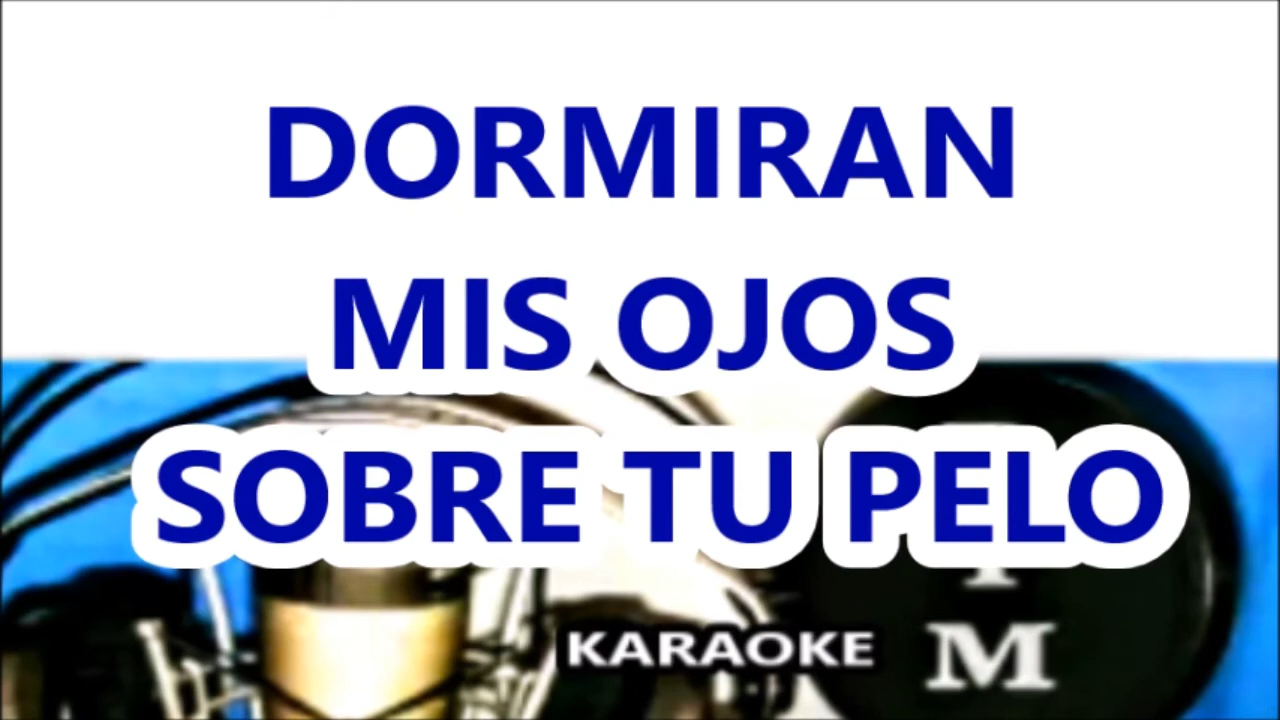 DORMIRAN
MIS OJOS
SOBRE TU PELO
KARAOKE
M